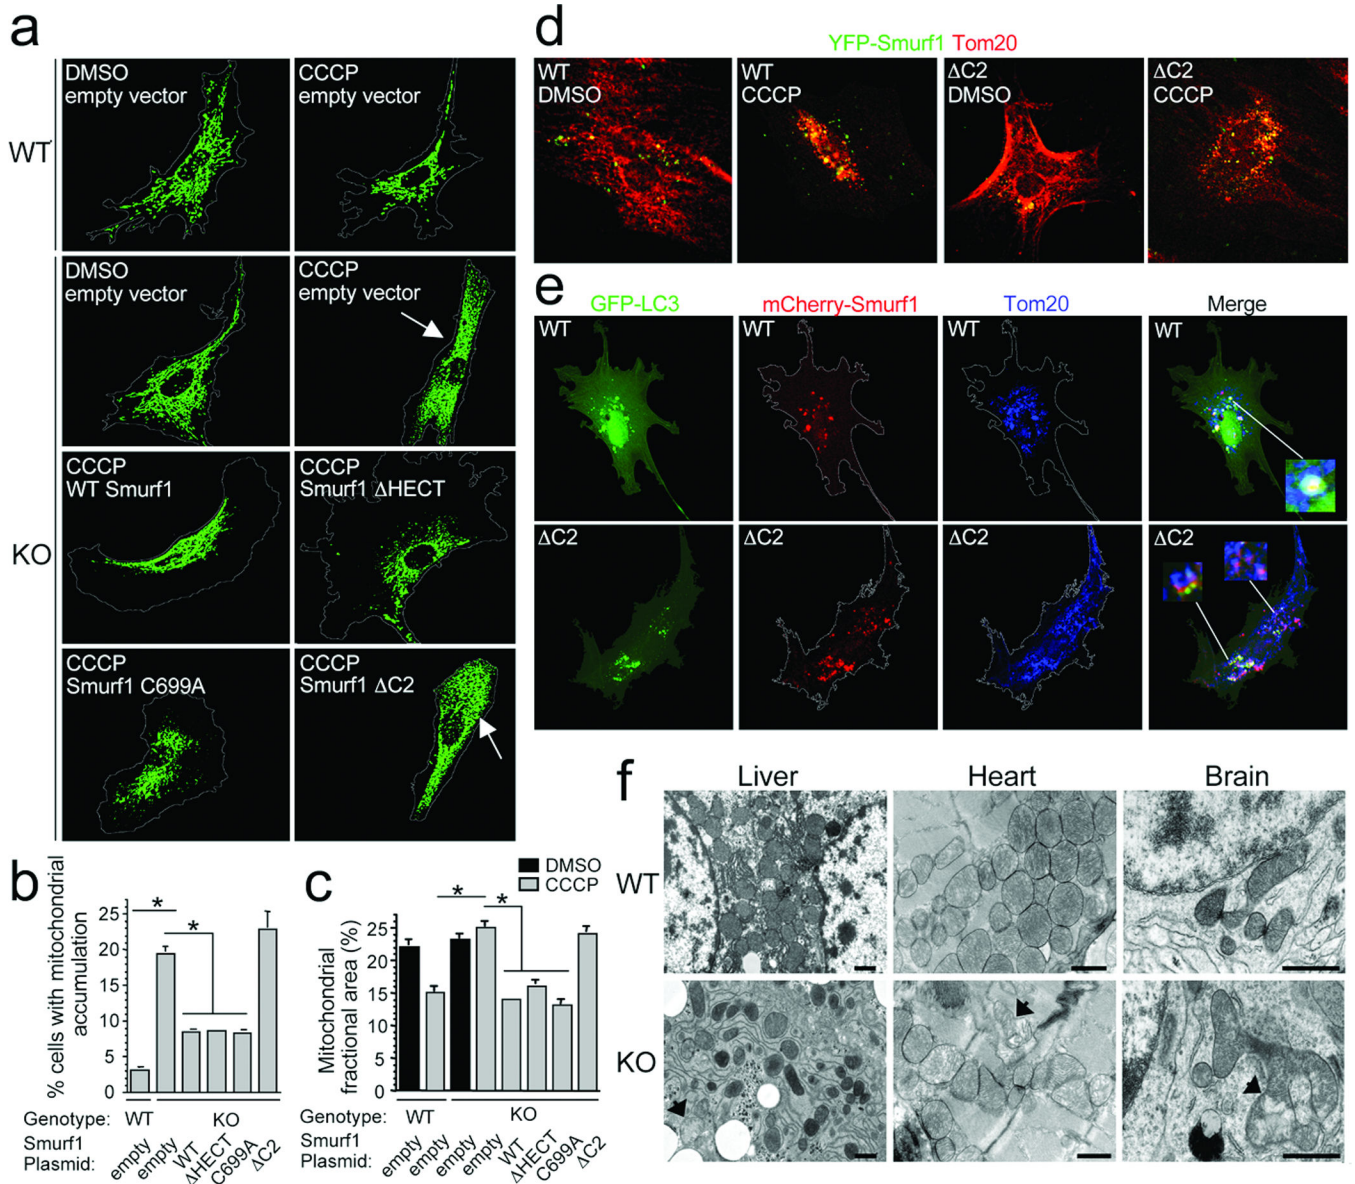 a
WT
DMSO
empty vector
CCCP
empty vector
KO
DMSO
empty vector
CCCP
empty vector
CCCP
WT Smurf1
CCCP
Smurf1 ΔHECT
CCCP
Smurf1 C699A
CCCP
Smurf1 ΔC2
b
% cells with mitochondrial
accumulation
25
20
15
10
5
0
* *
Genotype: WT KO
Smurf1
Plasmid:
empty empty WT ΔHECT C699A ΔC2
c
DMSO
CCCP
Mitochondrial
fractional area (%)
25
20
15
10
5
0
* *
Genotype: WT KO
Smurf1
Plasmid:
empty empty empty empty WT ΔHECT C699A ΔC2
d
YFP-Smurf1 Tom20
WT
DMSO
WT
CCCP
ΔC2
DMSO
ΔC2
CCCP
e
GFP-LC3 mCherry-Smurf1 Tom20 Merge
WT WT WT WT
ΔC2 ΔC2 ΔC2 ΔC2
f
Liver Heart Brain
WT
KO